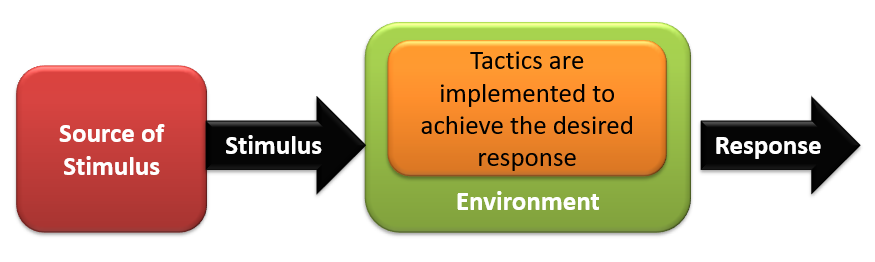 Source of
Stimulus
Stimulus
Tactics are
implemented to
achieve the desired
response
Environment
Response